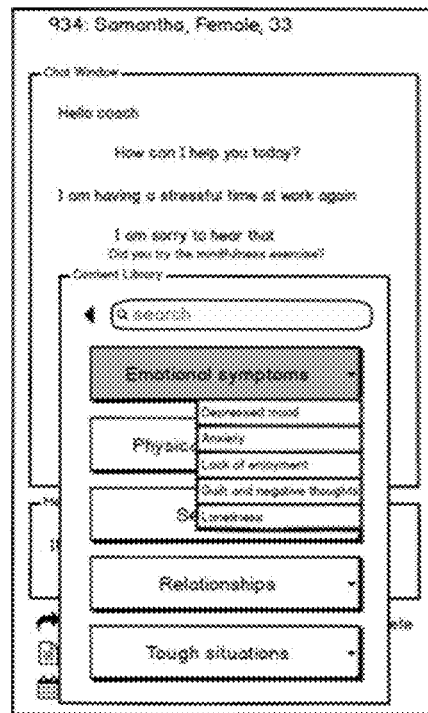 934: Samantha, Female, 33
Chat Window
Hello coach
How can I help you today?
I am having a stressful time at work again
I am sorry to hear that
Did you try the mindfulness exercise?
Content Library
search
Emotional symptoms
Depressed mood
Anxiety
Lack of enjoyment
Guilt and negative thoughts
Loneliness
Physic
Se
Relationships
Tough situations